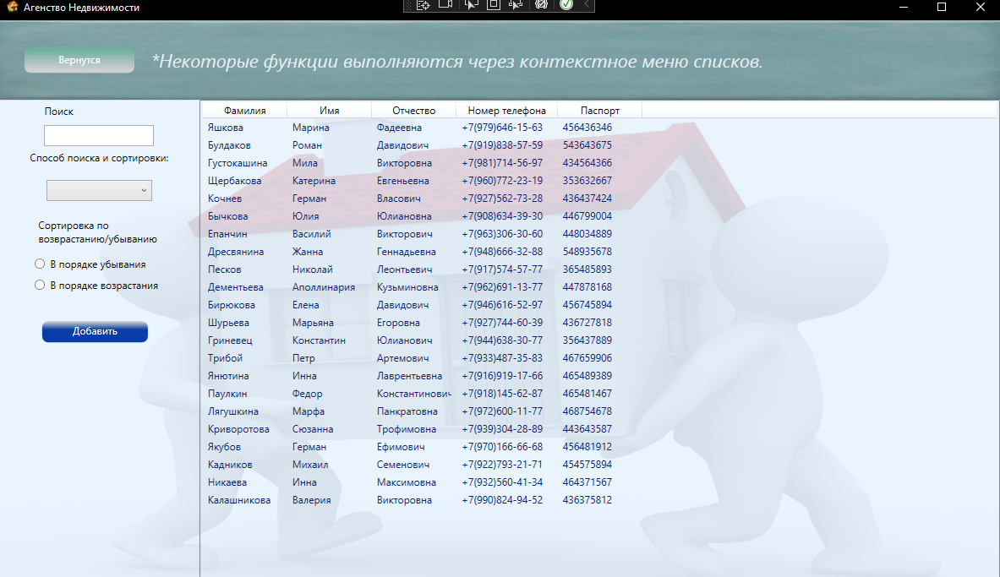 Агенство Недвижимости
Вернутся
*Некоторые функции выполняются через контекстное меню списков.
Поиск
Способ поиска и сортировки:
Сортировка по
возврастанию/убыванию
В порядке убывания
В порядке возрастания
Добавить
Фамилия Имя Отчество Номер телефона Паспорт
Яшкова Марина Фадеевна +7(979)646-15-63 456436346
Булдаков Роман Давидович +7(919)838-57-59 543643675
Густокашина Мила Викторовна +7(981)714-56-97 434564366
Щербакова Катерина Евгеньевна +7(960)772-23-19 353632667
Кочнев Герман Власович +7(927)562-73-28 436437424
Бычкова Юлия Юлиановна +7(908)634-39-30 446799004
Епанчин Василий Викторович +7(963)306-30-60 448034889
Дресвянина Жанна Геннадьевна +7(948)666-32-88 548935678
Песков Николай Леонтьевич +7(917)574-57-77 365485893
Дементьева Аполлинария Кузьминовна +7(962)691-13-77 447878168
Бирюкова Елена Давидович +7(946)616-52-97 456745894
Шурьева Марьяна Егоровна +7(927)744-60-39 436727818
Гриневец Константин Юлианович +7(944)638-30-77 356437889
Трибой Петр Артемович +7(933)487-35-83 467659906
Янютина Инна Лаврентьевна +7(916)919-17-66 465489389
Паулкин Федор Константинович +7(918)145-62-87 465481467
Лягушкина Марфа Панкратовна +7(972)600-11-77 468754678
Криворотова Сюзанна Трофимовна +7(939)304-28-89 443643587
Якубов Герман Ефимович +7(970)166-66-68 456481912
Кадников Михаил Семенович +7(922)793-21-71 454575894
Никаева Инна Максимовна +7(932)560-41-34 464371567
Калашникова Валерия Викторовна +7(990)824-94-52 436375812